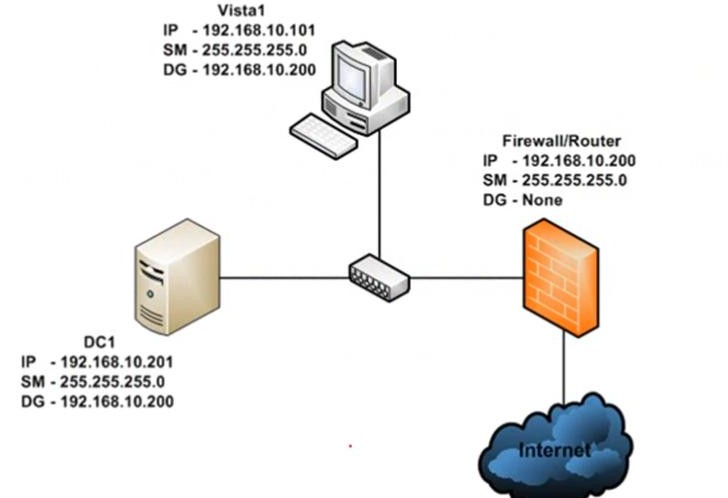 Vista1
IP - 192.168.10.101
SM - 255.255.255.0
DG - 192.168.10.200
Firewall/Router
IP - 192.168.10.200
SM - 255.255.255.0
DG - None
DC1
IP - 192.168.10.201
SM - 255.255.255.0
DG - 192.168.10.200
Internet